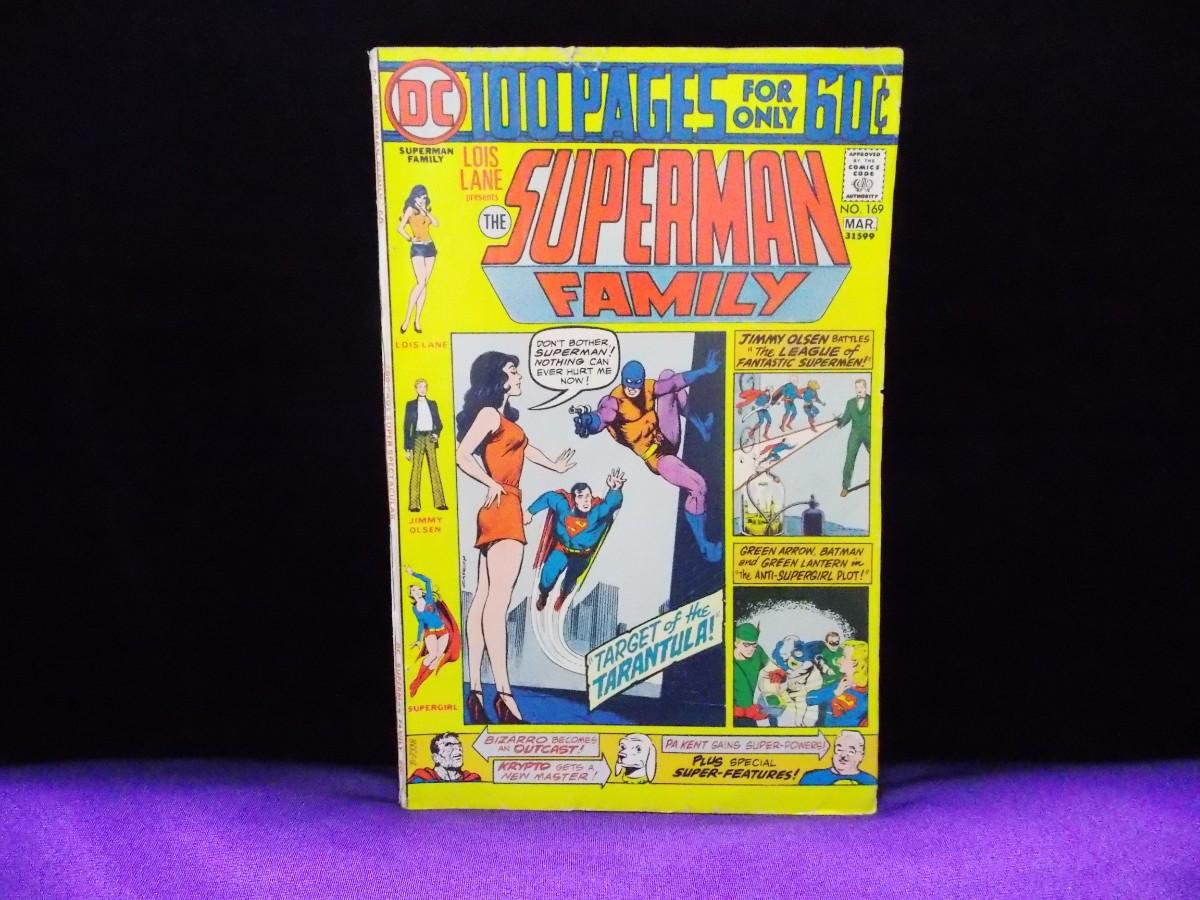 DC
100 PAGES FOR ONLY 60¢
SUPERMAN
FAMILY
LOIS
LANE
presents
THE
SUPERMAN
FAMILY
APPROVED
BY THE
COMICS
CODE
AUTHORITY
NO. 169
MAR.
31599
LOIS LANE
JIMMY
OLSEN
SUPERGIRL
DON'T BOTHER,
SUPERMAN!
NOTHING CAN
EVER HURT ME
NOW!
"TARGET of the
TARANTULA!"
JIMMY OLSEN BATTLES
"The LEAGUE of
FANTASTIC SUPERMEN!"
GREEN ARROW, BATMAN
and GREEN LANTERN in
"the ANTI-SUPERGIRL PLOT!"
BIZARRO BECOMES
AN OUTCAST!
KRYPTO GETS A
NEW MASTER!
PA KENT GAINS SUPER-POWERS!
PLUS SPECIAL
SUPER-FEATURES!